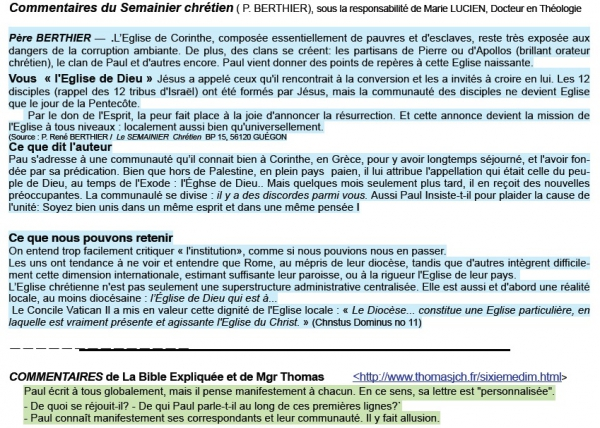 Commentaires du Semainier chrétien ( P. BERTHIER), sous la responsabilité de Marie LUCIEN, Docteur en Théologie
Père BERTHIER — .L'Eglise de Corinthe, composée essentiellement de pauvres et d'esclaves, reste très exposée aux
dangers de la corruption ambiante. De plus, des clans se créent: les partisans de Pierre ou d'Apollos (brillant orateur
chrétien), le clan de Paul et d'autres encore. Paul vient donner des points de repères à cette Eglise naissante.
Vous « l'Eglise de Dieu » Jésus a appelé ceux qu'il rencontrait à la conversion et les a invités à croire en lui. Les 12
disciples (rappel des 12 tribus d'Israël) ont été formés par Jésus, mais la communauté des disciples ne devient Eglise
que le jour de la Pentecôte.
Par le don de l'Esprit, la peur fait place à la joie d'annoncer la résurrection. Et cette annonce devient la mission de
l'Eglise à tous niveaux : localement aussi bien qu'universellement.
(Source : P. René BERTHIER / Le SEMAINIER Chrétien BP 15, 56120 GUÉGON
Ce que dit l'auteur
Pau s'adresse à une communauté qu'il connait bien à Corinthe, en Grèce, pour y avoir longtemps séjourné, et l'avoir fon-
dée par sa prédication. Bien que hors de Palestine, en plein pays païen, il lui attribue l'appellation qui était celle du peu-
ple de Dieu, au temps de l'Exode : l'Éghse de Dieu.. Mais quelques mois seulement plus tard, il en reçoit des nouvelles
préoccupantes. La communaulé se divise : il y a des discordes parmi vous. Aussi Paul Insiste-t-il pour plaider la cause de
l'unité: Soyez bien unis dans un même esprit et dans une même pensée I
Ce que nous pouvons retenir
On entend trop facilement critiquer « l'institution», comme si nous pouvions nous en passer.
Les uns ont tendance à ne voir et entendre que Rome, au mépris de leur diocèse, tandis que d'autres intègrent difficile-
ment cette dimension internationale, estimant suffisante leur paroisse, ou à la rigueur l'Eglise de leur pays.
L'Eglise chrétienne n'est pas seulement une superstructure administrative centralisée. Elle est aussi et d'abord une réalité
locale, au moins diocésaine : l'Église de Dieu qui est à...
Le Concile Vatican II a mis en valeur cette dignité de l'Eglise locale : « Le Diocèse... constitue une Eglise particulière, en
laquelle est vraiment présente et agissante l'Eglise du Christ. » (Chnstus Dominus no 11)
COMMENTAIRES de La Bible Expliquée et de Mgr Thomas <http://www.thomasjch.fr/sixiemedim.html>
Paul écrit à tous globalement, mais il pense manifestement à chacun. En ce sens, sa lettre est "personnalisée".
- De quoi se réjouit-il? - De qui Paul parle-t-il au long de ces premières lignes?`
- Paul connaît manifestement ses correspondants et leur communauté. Il y fait allusion.